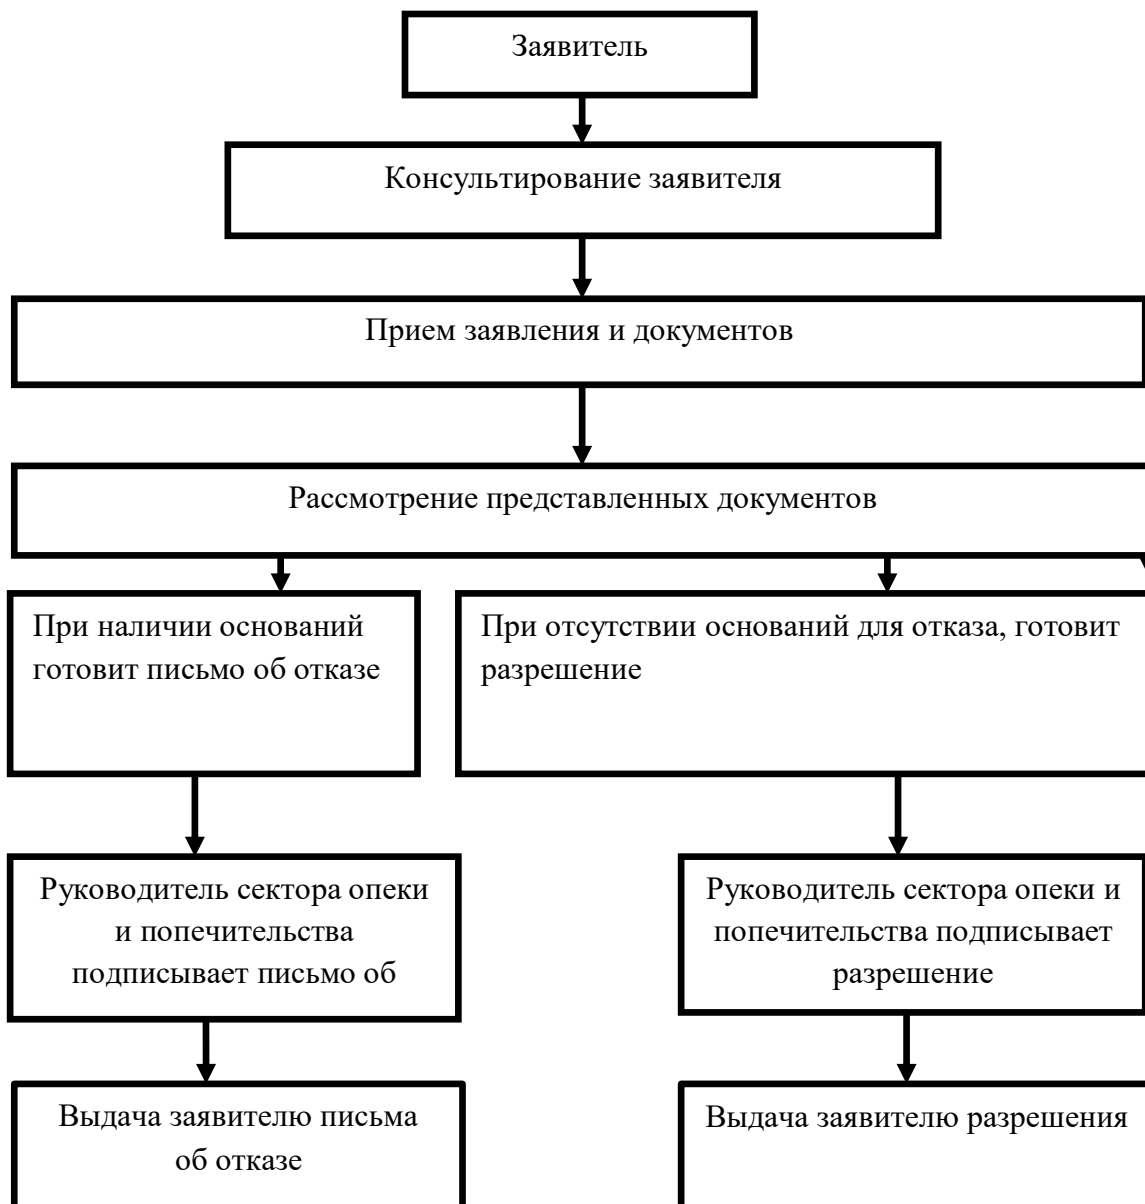 Заявитель
Консультирование заявителя
Прием заявления и документов
Рассмотрение представленных документов
При наличии оснований
готовит письмо об отказе
При отсутствии оснований для отказа, готовит
разрешение
Руководитель сектора опеки
и попечительства
подписывает письмо об
Руководитель сектора опеки и
попечительства подписывает
разрешение
Выдача заявителю письма
об отказе
Выдача заявителю разрешения